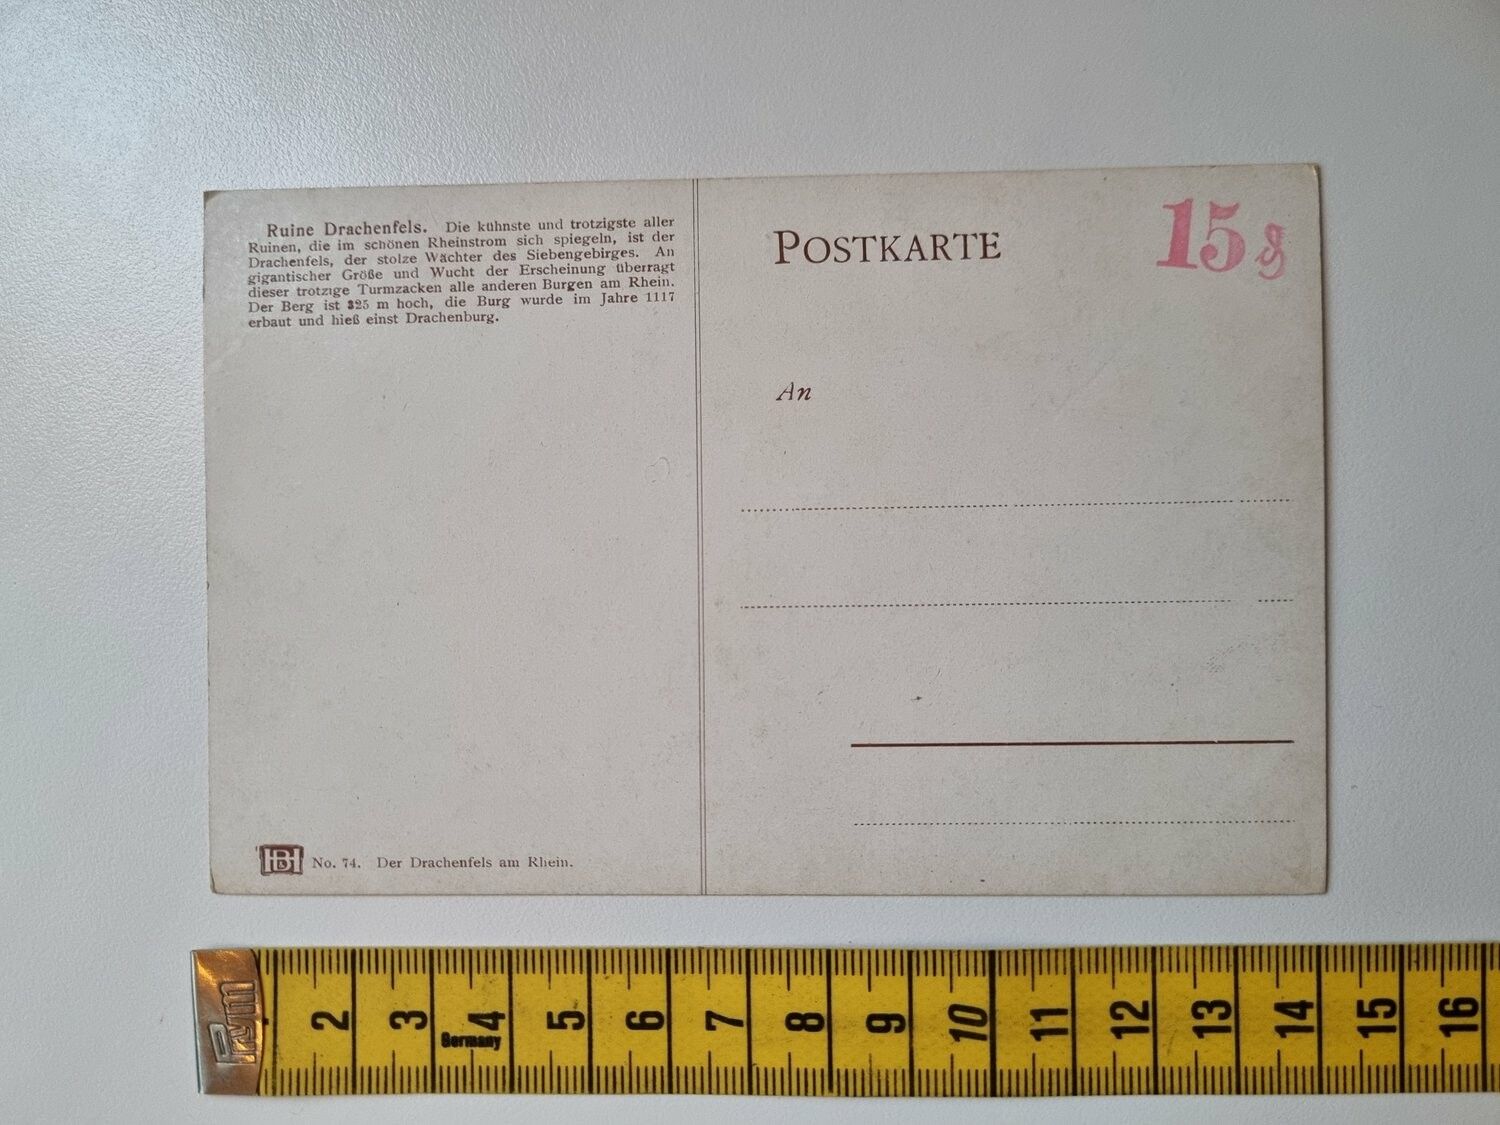 Ruine Drachenfels. Die kühnste und trotzigste aller
Ruinen, die im schönen Rheinstrom sich spiegeln, ist der
Drachenfels, der stolze Wächter des Siebengebirges. An
gigantischer Größe und Wucht der Erscheinung überragt
dieser trotzige Turmzacken alle anderen Burgen am Rhein.
Der Berg ist 325 m hoch, die Burg wurde im Jahre 1117
erbaut und hieß einst Drachenburg.
POSTKARTE
15 ₰
An
HB No. 74. Der Drachenfels am Rhein.
Prym
2 3 4 5 6 7 8 9 10 11 12 13 14 15 16
Germany